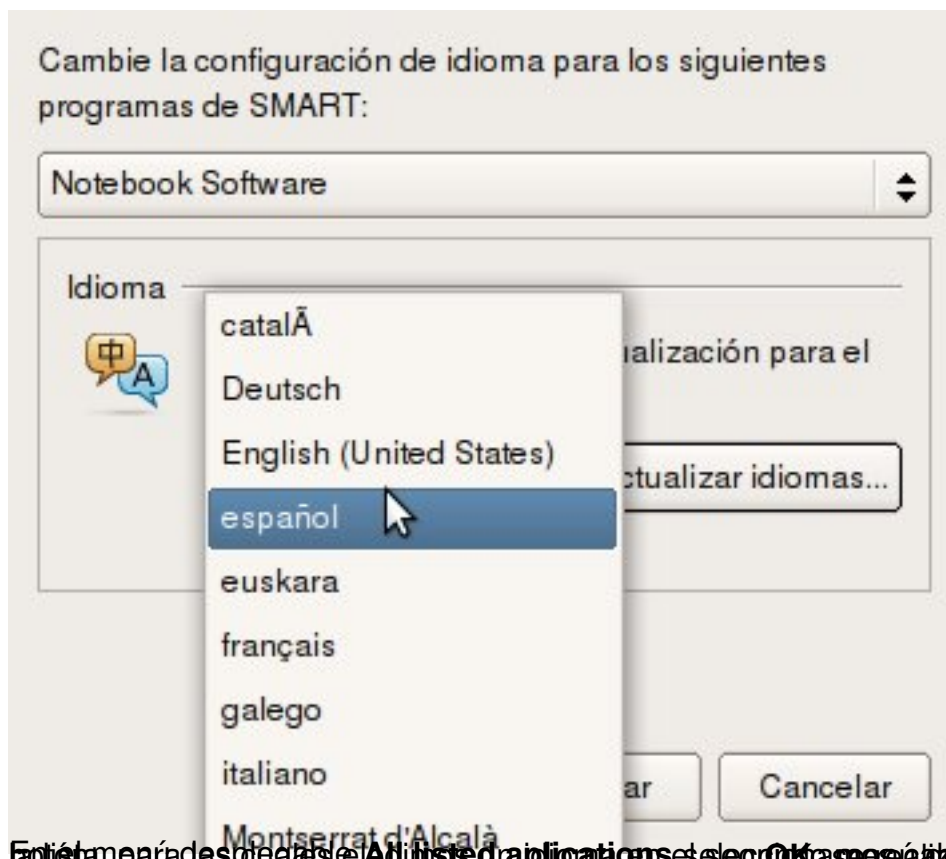 Cambie la configuración de idioma para los siguientes
programas de SMART:
Notebook Software
Idioma
catalÃ
Deutsch
ialización para el
English (United States)
ctualizar idiomas...
español
euskara
français
galego
italiano
ar
Cancelar
Montserrat d'Alcalà